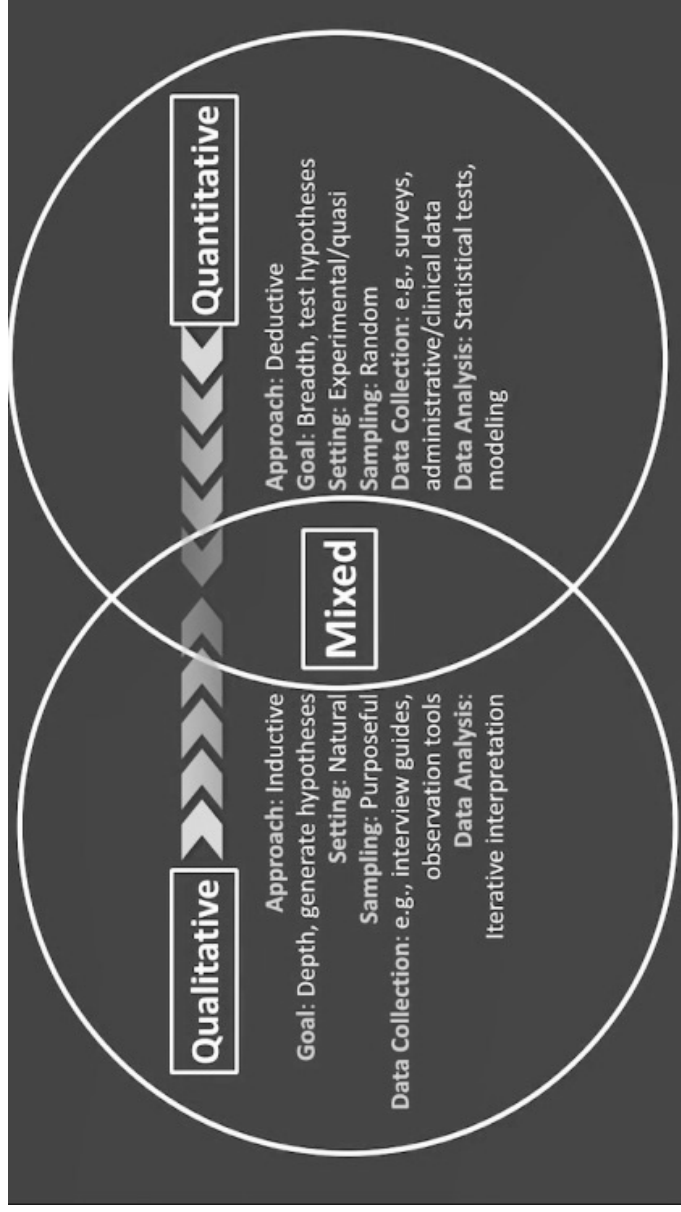 Qualitative
Approach: Inductive
Goal: Depth, generate hypotheses
Setting: Natural
Sampling: Purposeful
Data Collection: e.g., interview guides,
observation tools
Data Analysis:
Iterative interpretation
Mixed
Quantitative
Approach: Deductive
Goal: Breadth, test hypotheses
Setting: Experimental/quasi
Sampling: Random
Data Collection: e.g., surveys,
administrative/clinical data
Data Analysis: Statistical tests,
modeling